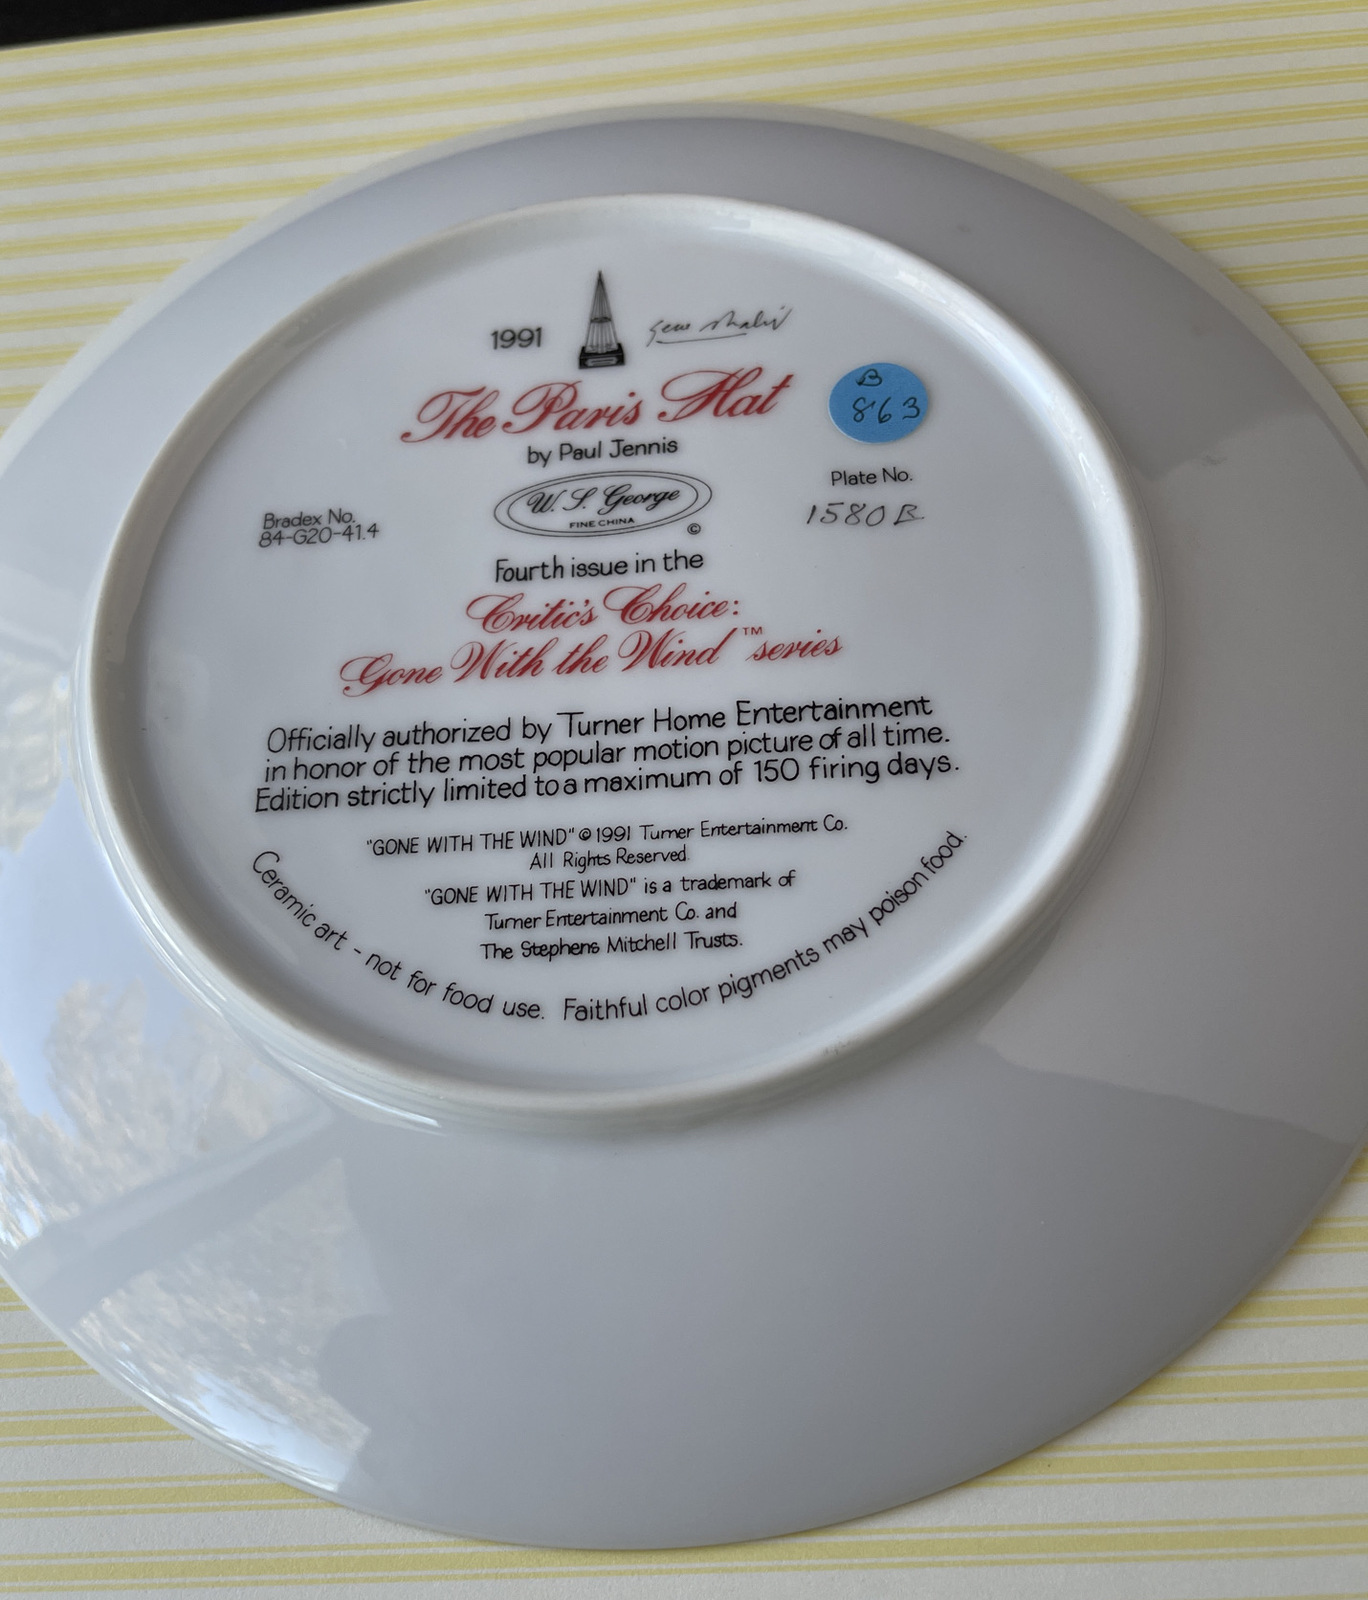 1991
The Paris Hat
by Paul Jennis
B
863
W. S. George
FINE CHINA
©
Plate No.
1580B
Bradex No.
84-G20-41.4
Fourth issue in the
Critic's Choice:
Gone With the Wind™ series
Officially authorized by Turner Home Entertainment
in honor of the most popular motion picture of all time.
Edition strictly limited to a maximum of 150 firing days.
"GONE WITH THE WIND" © 1991 Turner Entertainment Co.
All Rights Reserved.
"GONE WITH THE WIND" is a trademark of
Turner Entertainment Co. and
The Stephens Mitchell Trusts.
Ceramic art - not for food use. Faithful color pigments may poison food.